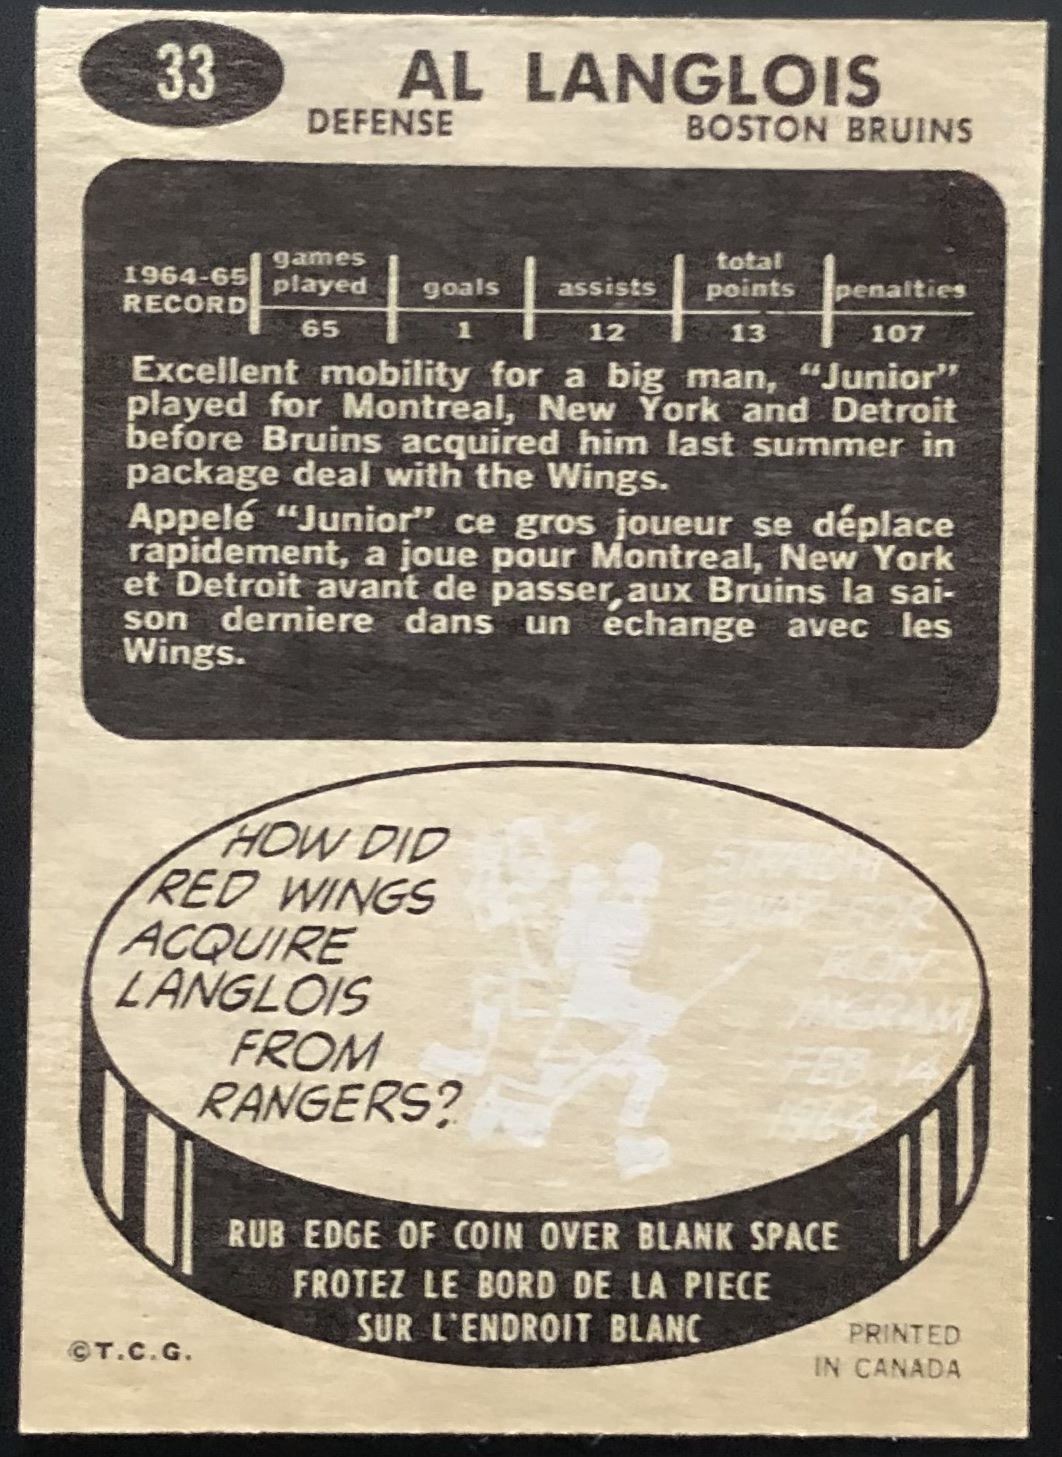 33
AL LANGLOIS
DEFENSE BOSTON BRUINS
1964-65 RECORD games played goals assists total points penalties
65 1 12 13 107
Excellent mobility for a big man, "Junior"
played for Montreal, New York and Detroit
before Bruins acquired him last summer in
package deal with the Wings.
Appelé "Junior" ce gros joueur se déplace
rapidement, a joue pour Montreal, New York
et Detroit avant de passer aux Bruins la sai-
son derniere dans un échange avec les
Wings.
HOW DID
RED WINGS
ACQUIRE
LANGLOIS
FROM
RANGERS?
STRAIGHT
SWAP FOR
RON
INGRAM
FEB 14
1964
RUB EDGE OF COIN OVER BLANK SPACE
FROTEZ LE BORD DE LA PIECE
SUR L'ENDROIT BLANC
©T.C.G.
PRINTED
IN CANADA